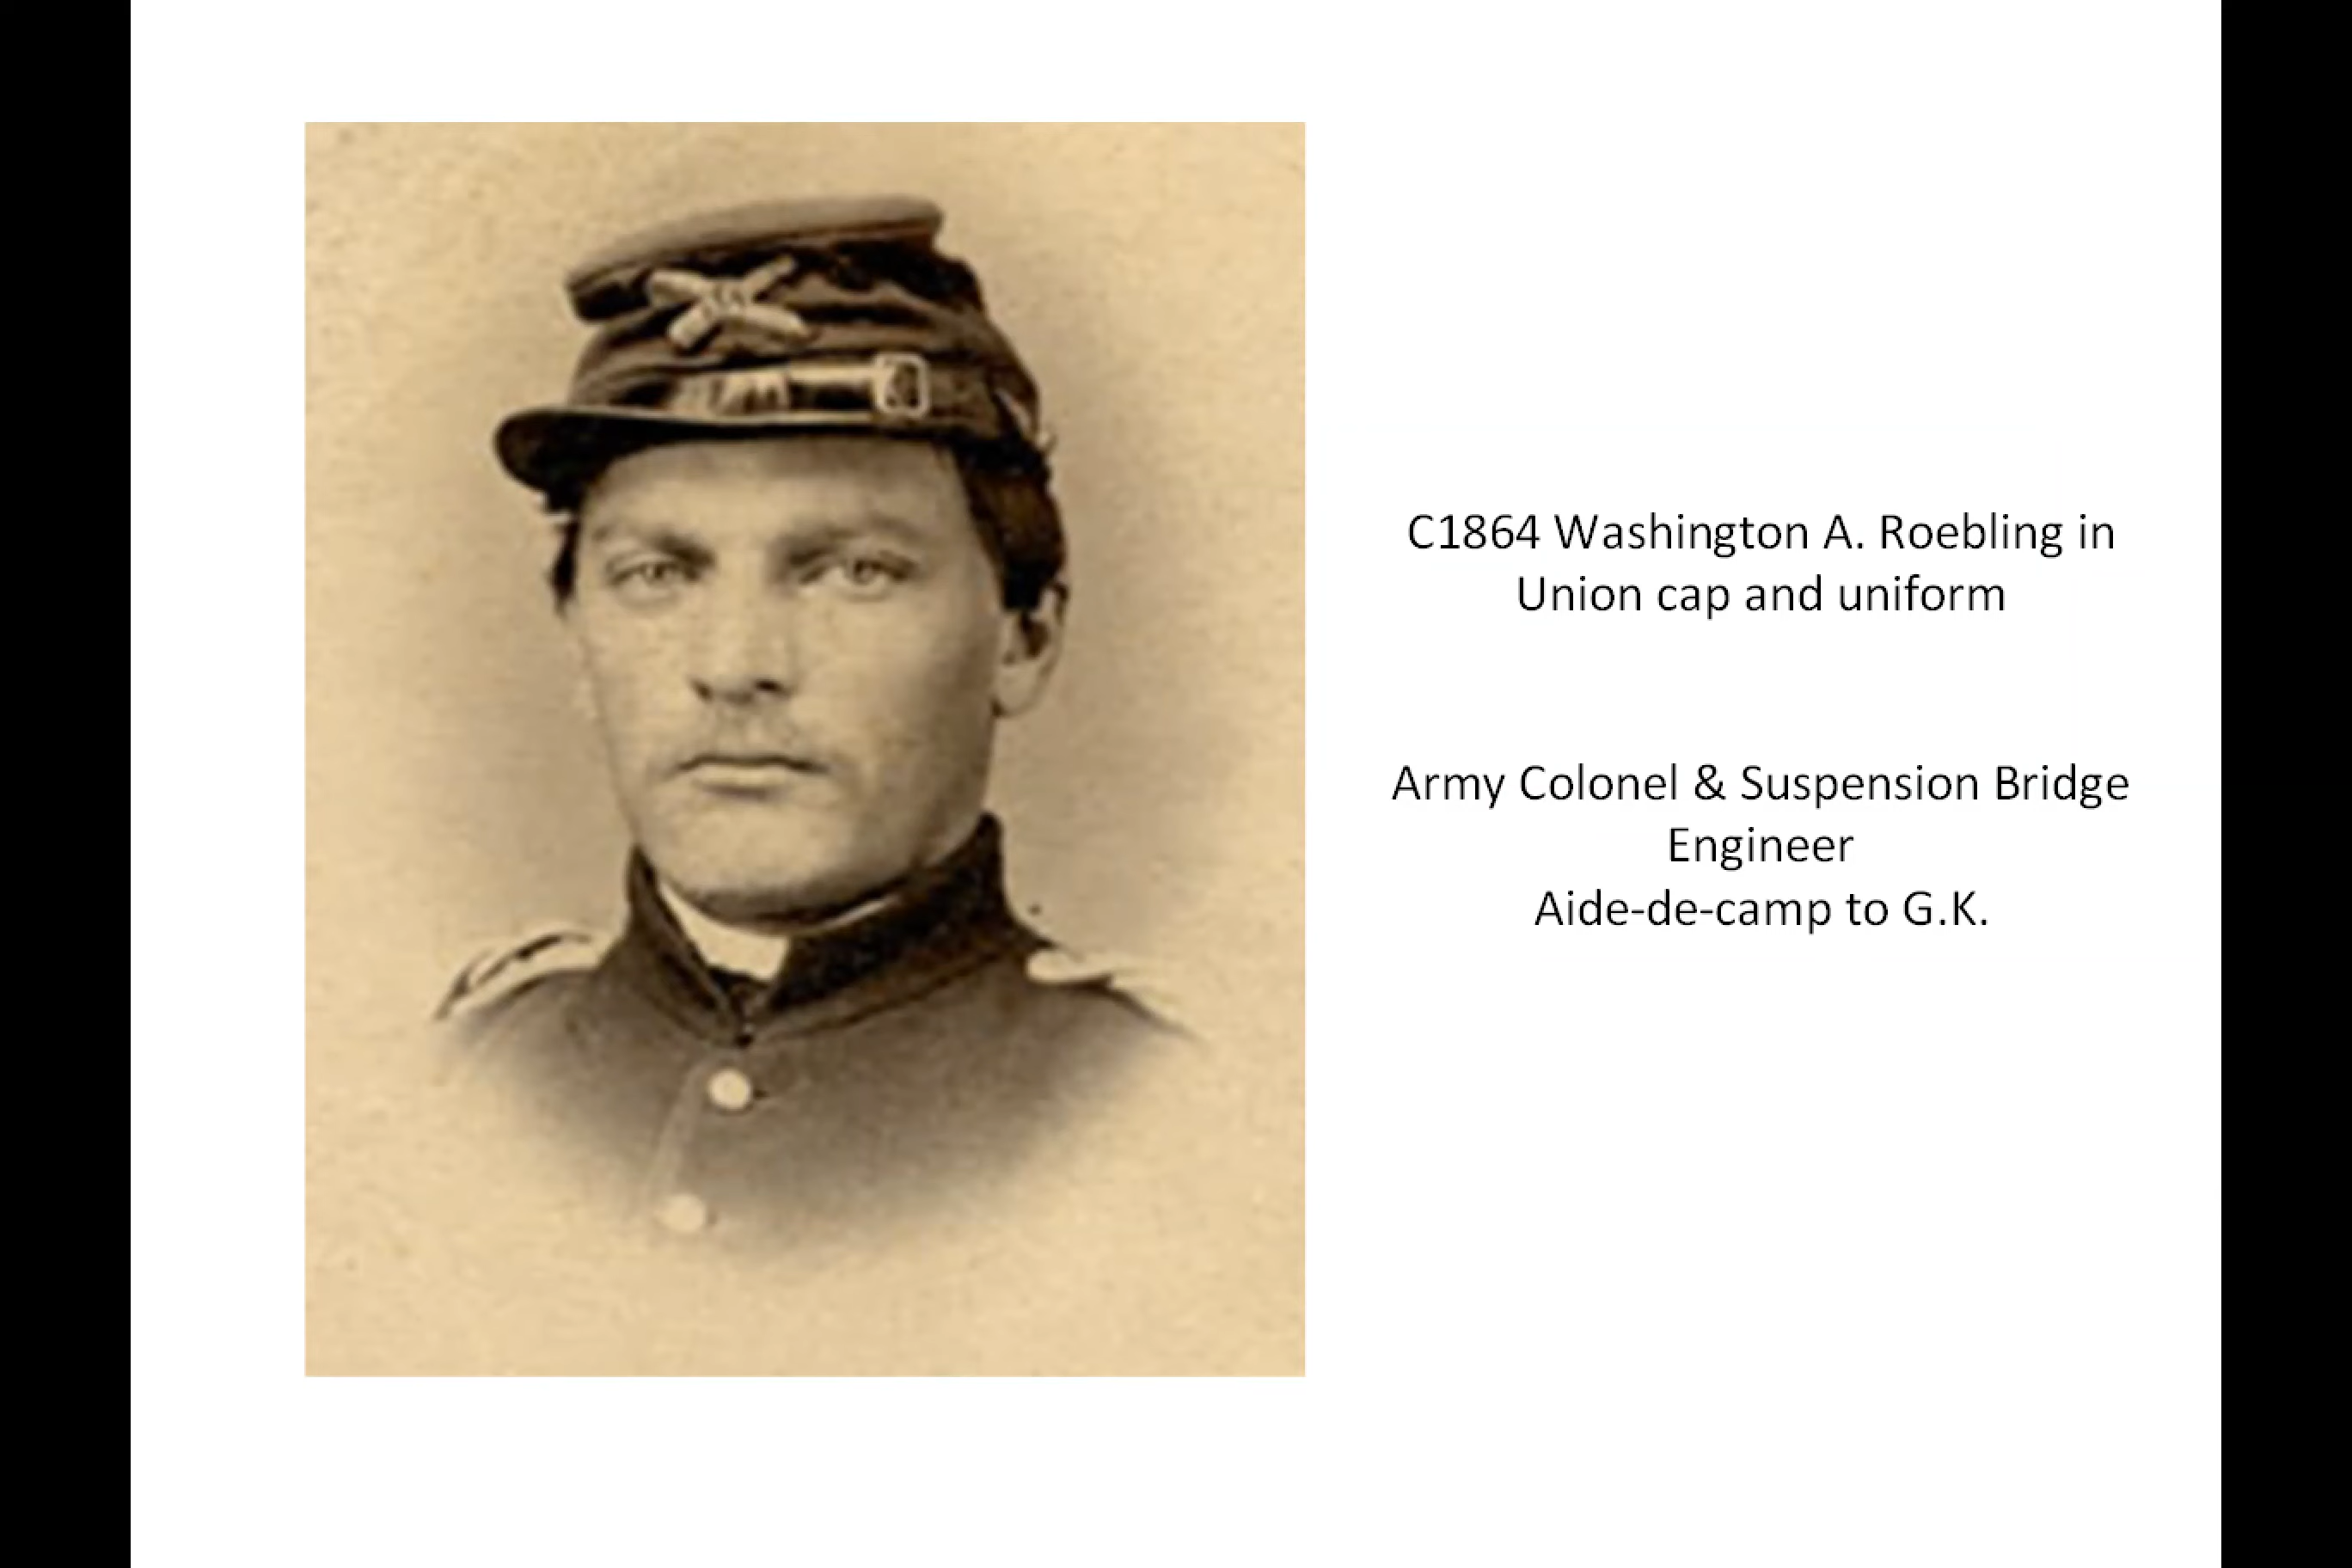 C1864 Washington A. Roebling in
Union cap and uniform
Army Colonel & Suspension Bridge
Engineer
Aide-de-camp to G.K.